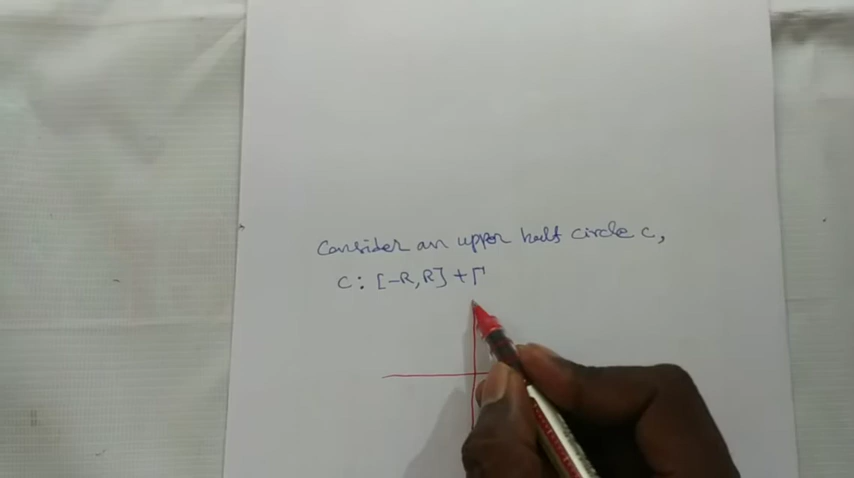 Consider an upper half circle C,
C: [-R, R] + Γ